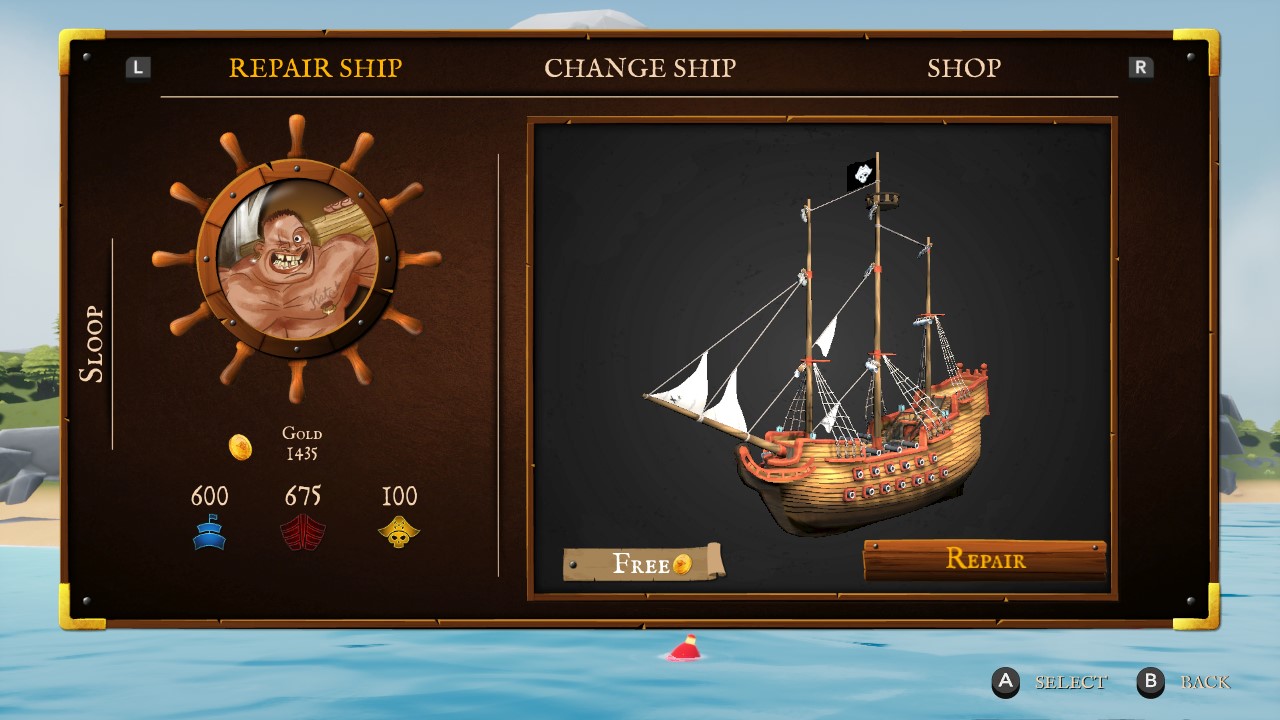 L
REPAIR SHIP
CHANGE SHIP
SHOP
R
SLOOP
GOLD
1435
600
675
100
FREE
REPAIR
A SELECT
B BACK